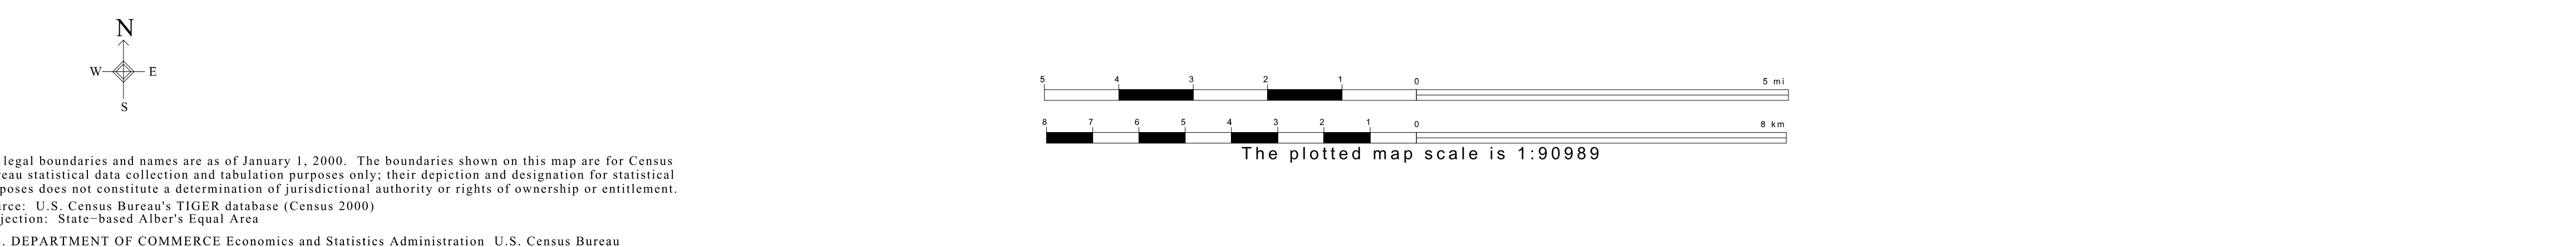 N
W E
S
5 4 3 2 1 0 5 mi
8 7 6 5 4 3 2 1 0 8 km
The plotted map scale is 1:90989
legal boundaries and names are as of January 1, 2000. The boundaries shown on this map are for Census
eau statistical data collection and tabulation purposes only; their depiction and designation for statistical
poses does not constitute a determination of jurisdictional authority or rights of ownership or entitlement.
rce: U.S. Census Bureau's TIGER database (Census 2000)
jection: State−based Alber's Equal Area
. DEPARTMENT OF COMMERCE Economics and Statistics Administration U.S. Census Bureau